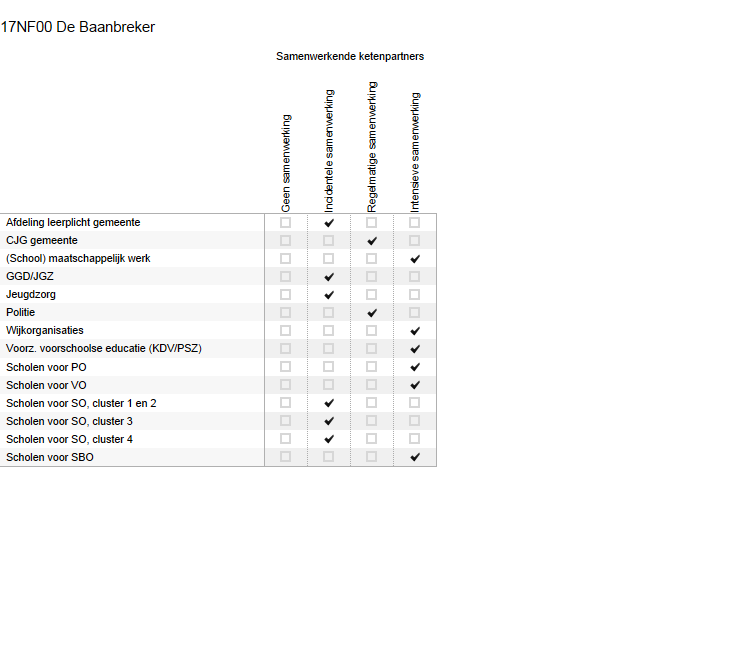 17NF00 De Baanbreker
Samenwerkende ketenpartners
Geen samenwerking
Incidentele samenwerking
Regelmatige samenwerking
Intensieve samenwerking
Afdeling leerplicht gemeente
CJG gemeente
(School) maatschappelijk werk
GGD/JGZ
Jeugdzorg
Politie
Wijkorganisaties
Voorz. voorschoolse educatie (KDV/PSZ)
Scholen voor PO
Scholen voor VO
Scholen voor SO, cluster 1 en 2
Scholen voor SO, cluster 3
Scholen voor SO, cluster 4
Scholen voor SBO